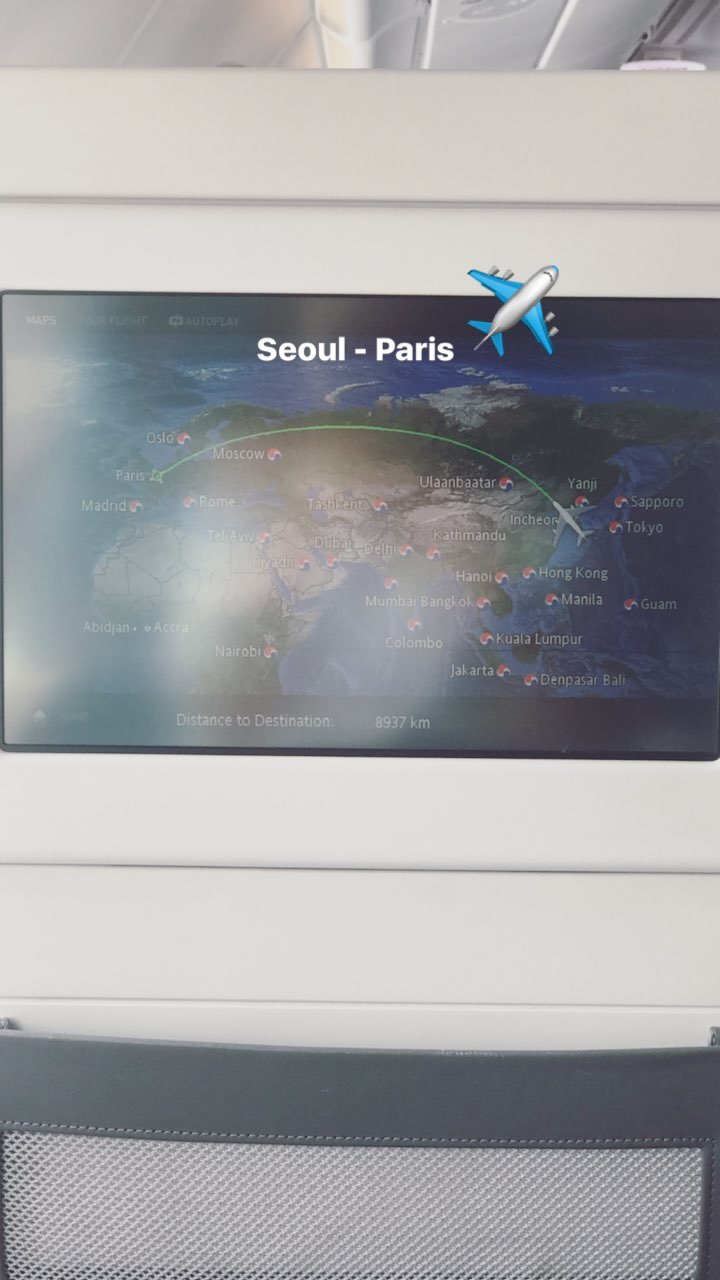 MAPS YOUR FLIGHT AUTOPLAY
Seoul - Paris
Oslo
Moscow
Paris
Ulaanbaatar
Yanji
Madrid
Rome
Tashkent
Sapporo
Incheon
Tokyo
Tel Aviv
Dubai
Delhi
Kathmandu
Riyadh
Hanoi
Hong Kong
Mumbai
Bangkok
Manila
Guam
Abidjan
Accra
Colombo
Kuala Lumpur
Nairobi
Jakarta
Denpasar Bali
Distance to Destination: 8937 km